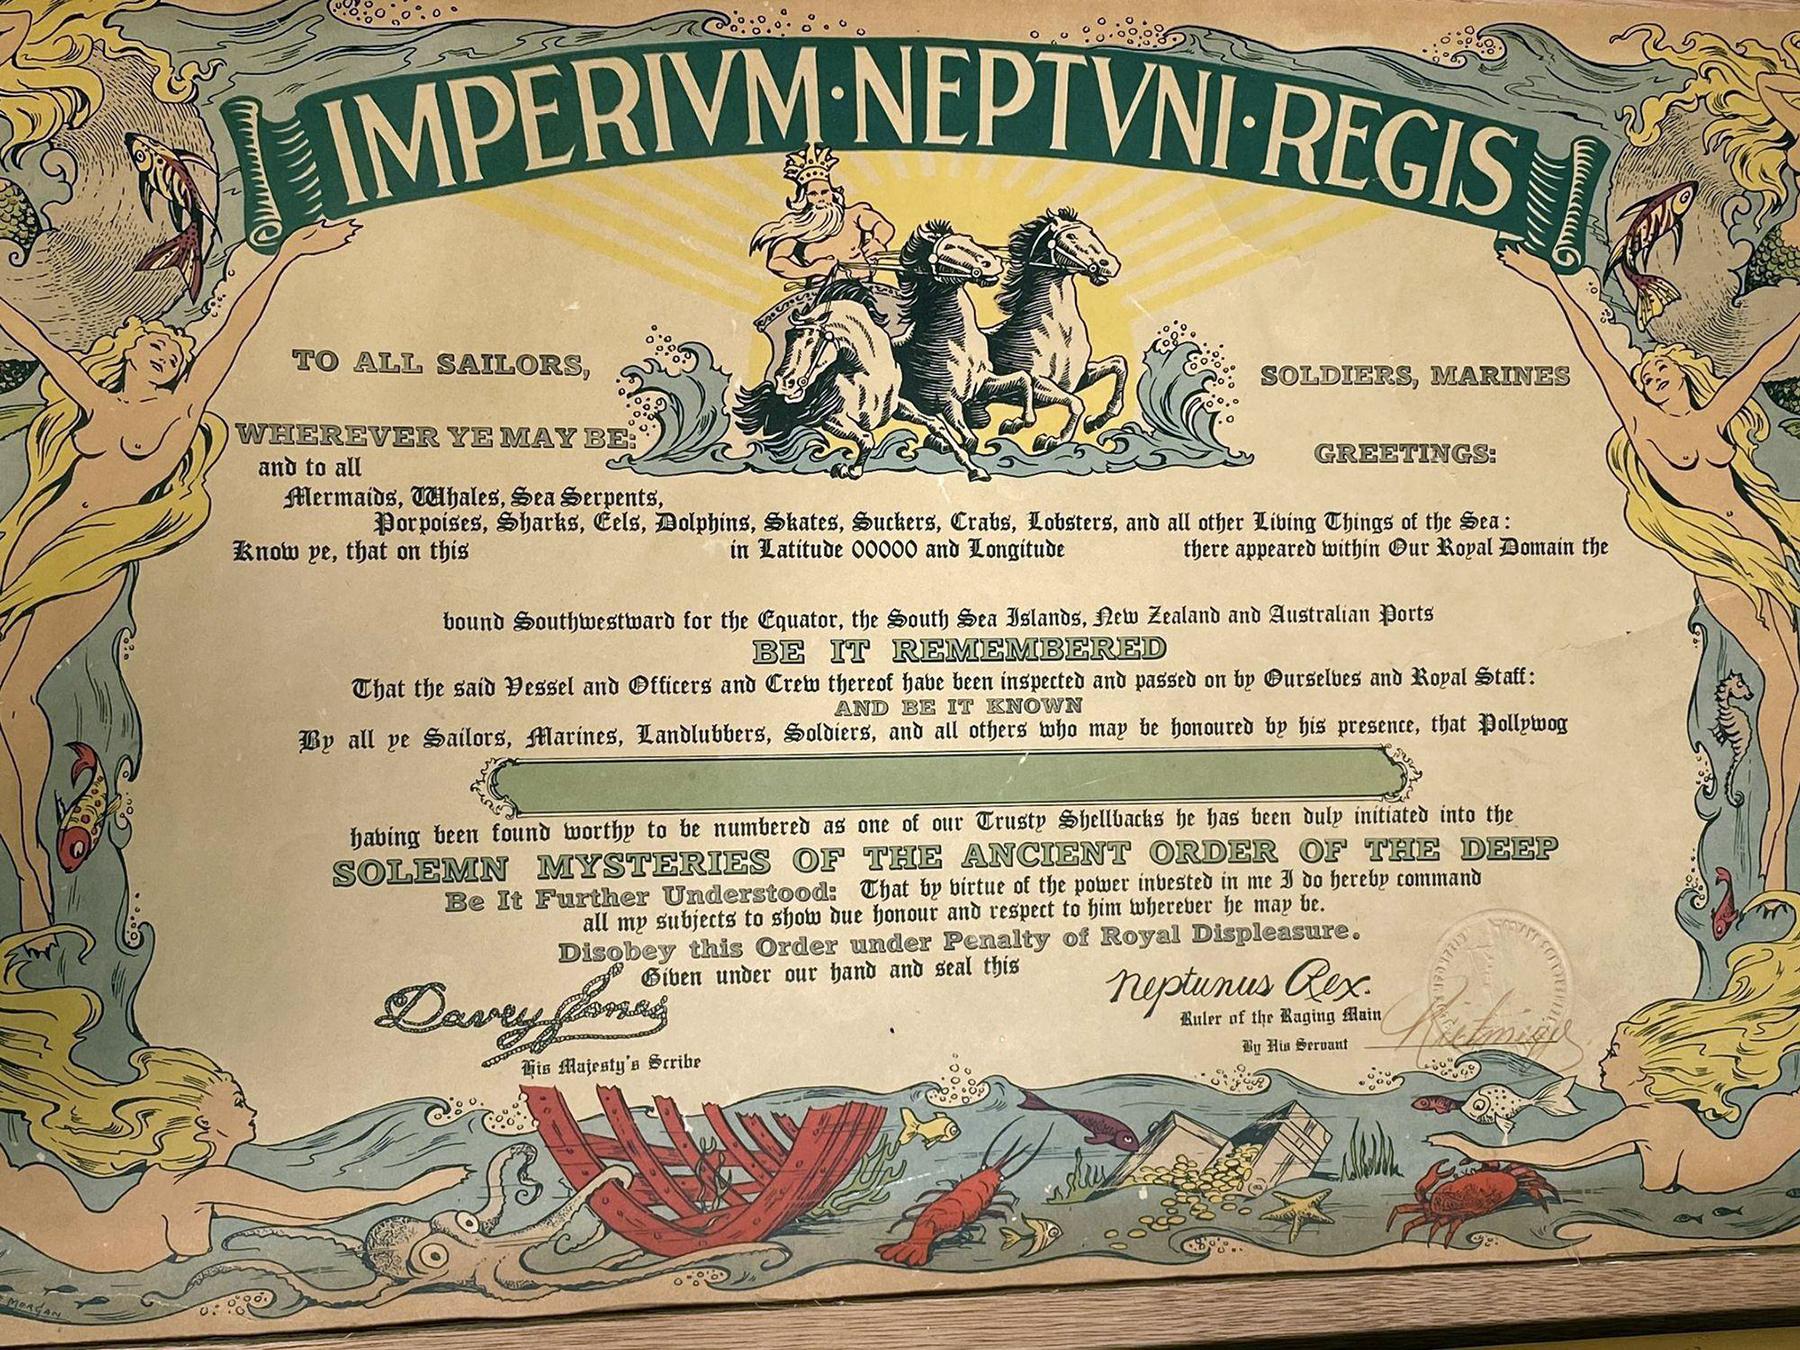 IMPERIVM·NEPTVNI·REGIS
TO ALL SAILORS,
SOLDIERS, MARINES
WHEREVER YE MAY BE:
GREETINGS:
and to all
Mermaids, Whales, Sea Serpents,
Porpoises, Sharks, Eels, Dolphins, Skates, Suckers, Crabs, Lobsters, and all other Living Things of the Sea:
Know ye, that on this in Latitude 00000 and Longitude there appeared within Our Royal Domain the
bound Southwestward for the Equator, the South Sea Islands, New Zealand and Australian Ports
BE IT REMEMBERED
That the said Vessel and Officers and Crew thereof have been inspected and passed on by Ourselves and Royal Staff:
AND BE IT KNOWN
By all ye Sailors, Marines, Landlubbers, Soldiers, and all others who may be honoured by his presence, that Pollywog
having been found worthy to be numbered as one of our Trusty Shellbacks he has been duly initiated into the
SOLEMN MYSTERIES OF THE ANCIENT ORDER OF THE DEEP
Be It Further Understood: That by virtue of the power invested in me I do hereby command
all my subjects to show due honour and respect to him wherever he may be.
Disobey this Order under Penalty of Royal Displeasure.
Given under our hand and seal this
Davey Jones
His Majesty's Scribe
Neptunus Rex.
Ruler of the Raging Main
By His Servant
MORGAN